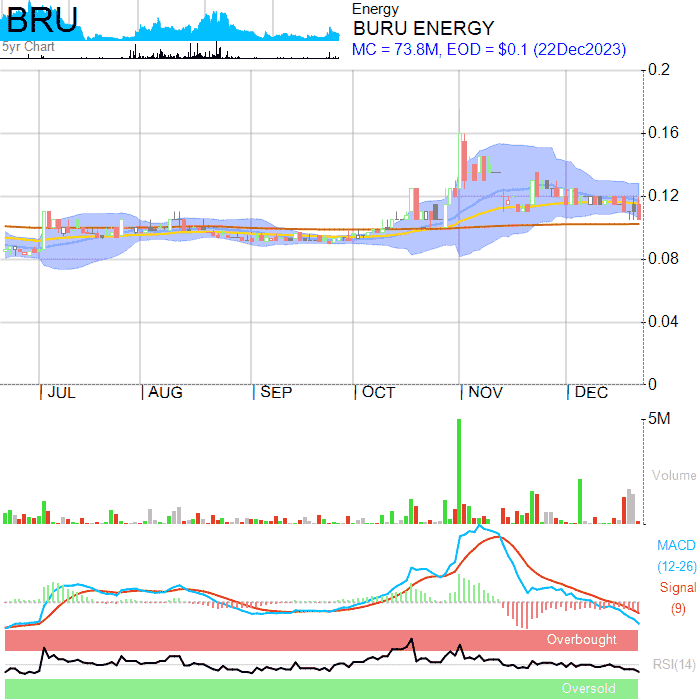 BRU
5yr Chart
Energy
BURU ENERGY
MC = 73.8M, EOD = $0.1 (22Dec2023)
0.2
0.16
0.12
0.08
0.04
0
JUL AUG SEP OCT NOV DEC
5M
Volume
MACD
(12-26)
Signal
(9)
Overbought
RSI(14)
Oversold